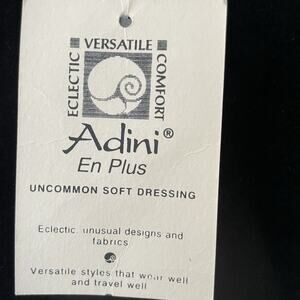 ECLECTIC
VERSATILE
COMFORT
Adini®
En Plus
UNCOMMON SOFT DRESSING
Eclectic, unusual designs and
fabrics
Versatile styles that wear well
and travel well